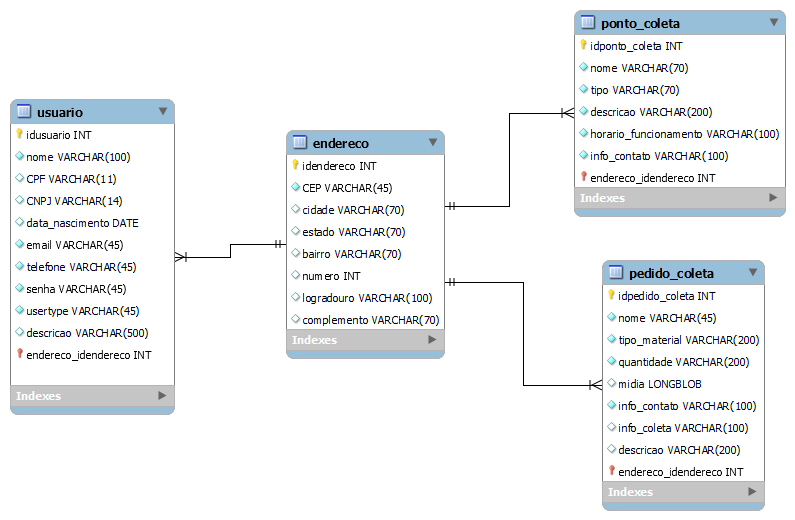 usuario
idusuario INT
nome VARCHAR(100)
CPF VARCHAR(11)
CNPJ VARCHAR(14)
data_nascimento DATE
email VARCHAR(45)
telefone VARCHAR(45)
senha VARCHAR(45)
usertype VARCHAR(45)
descricao VARCHAR(500)
endereco_idendereco INT
Indexes
endereco
idendereco INT
CEP VARCHAR(45)
cidade VARCHAR(70)
estado VARCHAR(70)
bairro VARCHAR(70)
numero INT
logradouro VARCHAR(100)
complemento VARCHAR(70)
Indexes
ponto_coleta
idponto_coleta INT
nome VARCHAR(70)
tipo VARCHAR(70)
descricao VARCHAR(200)
horario_funcionamento VARCHAR(100)
info_contato VARCHAR(100)
endereco_idendereco INT
Indexes
pedido_coleta
idpedido_coleta INT
nome VARCHAR(45)
tipo_material VARCHAR(200)
quantidade VARCHAR(200)
midia LONGBLOB
info_contato VARCHAR(100)
info_coleta VARCHAR(100)
descricao VARCHAR(200)
endereco_idendereco INT
Indexes